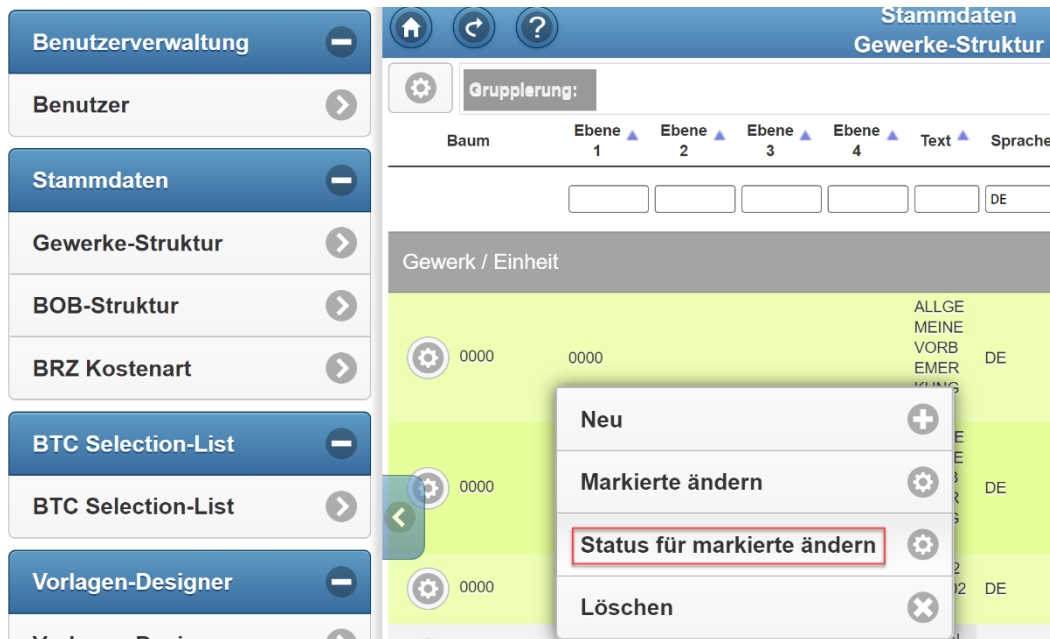 Benutzerverwaltung
Benutzer
Stammdaten
Gewerke-Struktur
BOB-Struktur
BRZ Kostenart
BTC Selection-List
BTC Selection-List
Vorlagen-Designer
Stammdaten
Gewerke-Struktur
Gruppierung:
Baum
Ebene
1
Ebene
2
Ebene
3
Ebene
4
Text
Sprache
DE
Gewerk / Einheit
0000
0000
ALLGE
MEINE
VORB
EMER
KUNG
DE
0000
DE
0000
DE
Neu
Markierte ändern
Status für markierte ändern
Löschen